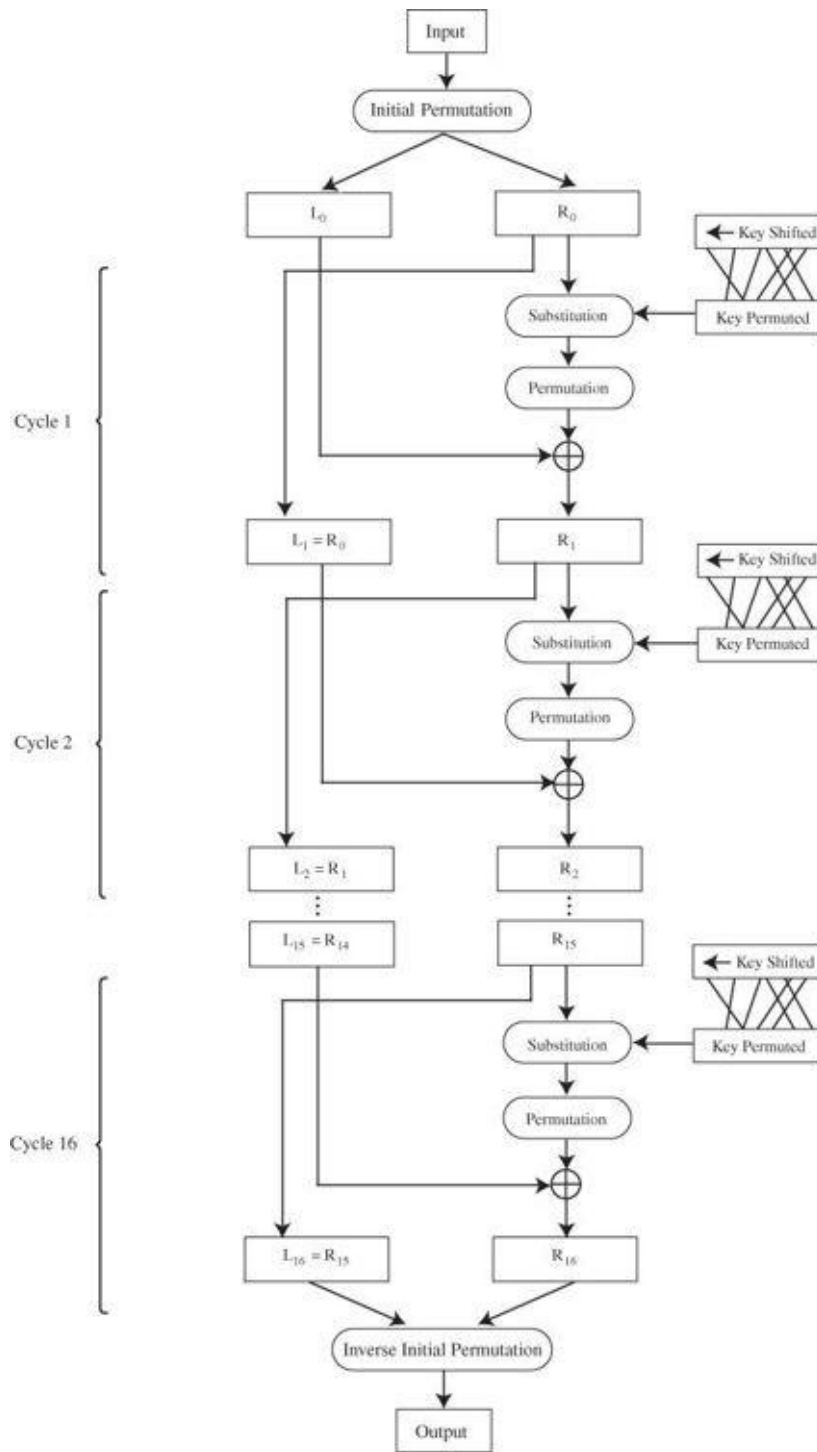 Input
Initial Permutation
L₀
R₀
Key Shifted
Substitution
Key Permuted
Permutation
Cycle 1
L₁ = R₀
R₁
Key Shifted
Substitution
Key Permuted
Permutation
Cycle 2
L₂ = R₁
R₂
L₁₅ = R₁₄
R₁₅
Key Shifted
Substitution
Key Permuted
Permutation
Cycle 16
L₁₆ = R₁₅
R₁₆
Inverse Initial Permutation
Output